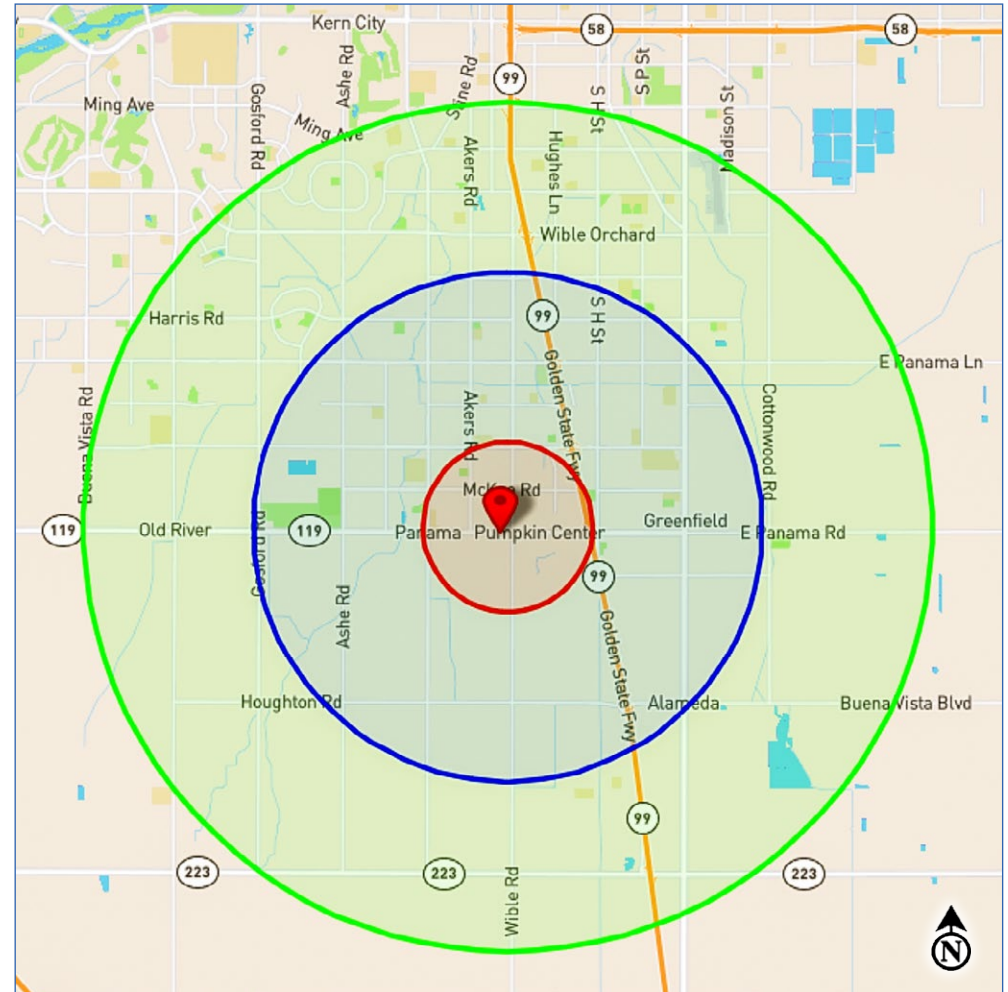 Kern City
58
58
99
Ashe Rd
Stine Rd
S P St
S H St
Gosford Rd
Madison St
Ming Ave
Ming Ave
Akers Rd
Hughes Ln
Wible Orchard
Harris Rd
99
S H St
E Panama Ln
Golden State Fwy
Buena Vista Rd
Akers Rd
Cottonwood Rd
McKee Rd
119
Old River
119
Panama
Pumpkin Center
Greenfield
E Panama Rd
Gosford Rd
99
Ashe Rd
Golden State Fwy
Houghton Rd
Alameda
Buena Vista Blvd
99
223
223
223
Wible Rd
N